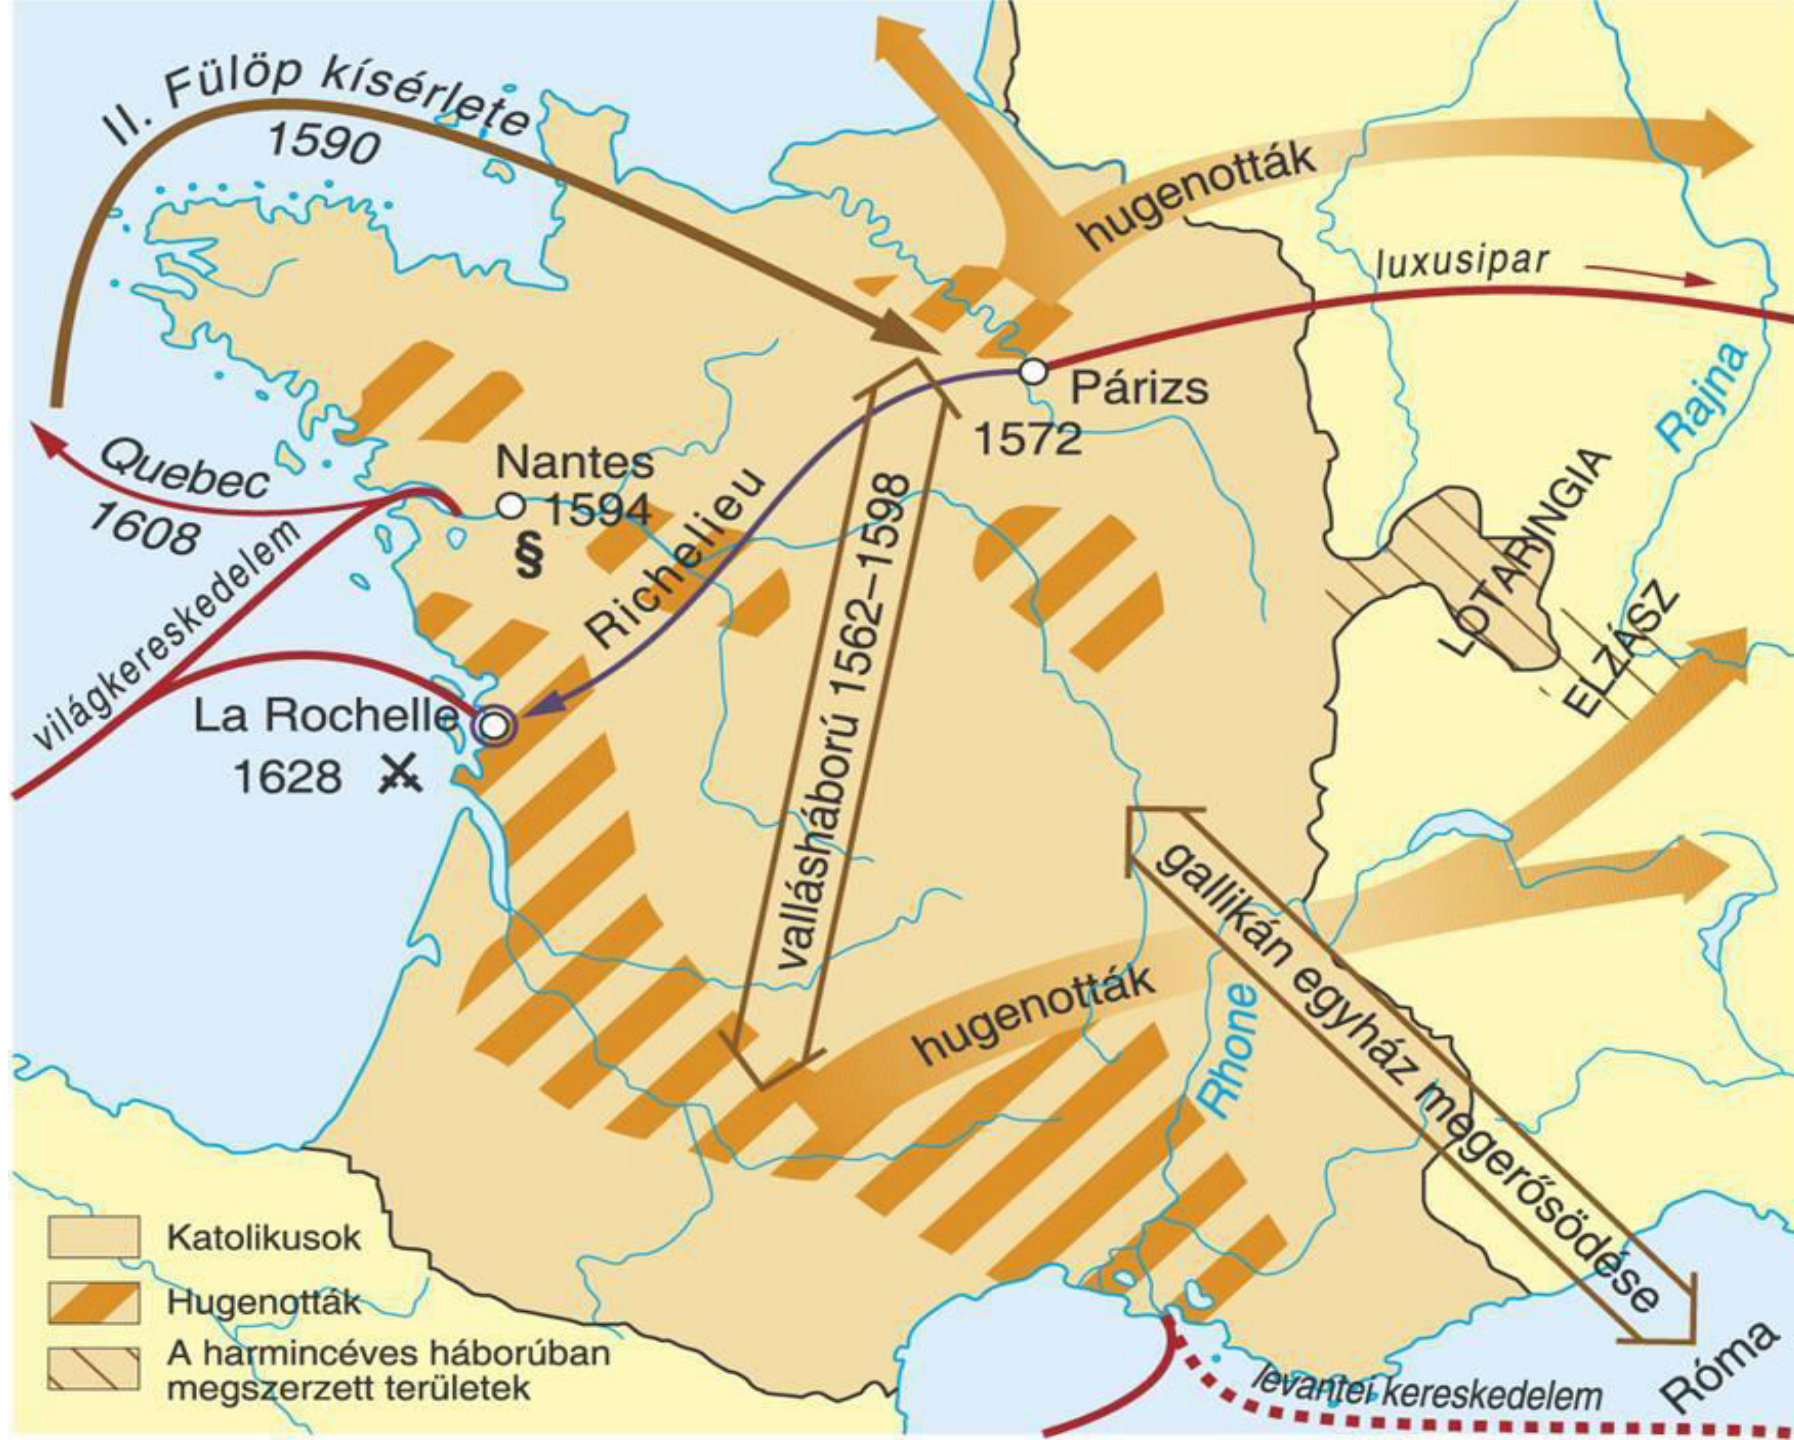 II. Fülöp kísérlete
1590
hugenották
luxusipar
Rajna
Párizs
1572
Quebec
1608
Nantes
1594
§
Richelieu
vallásháború 1562–1598
LOTARINGIA
ELZÁSZ
világkereskedelem
La Rochelle
1628
gallikán egyház megerősödése
hugenották
Rhone
Katolikusok
Hugenották
A harmincéves háborúban
megszerzett területek
levantei kereskedelem
Róma